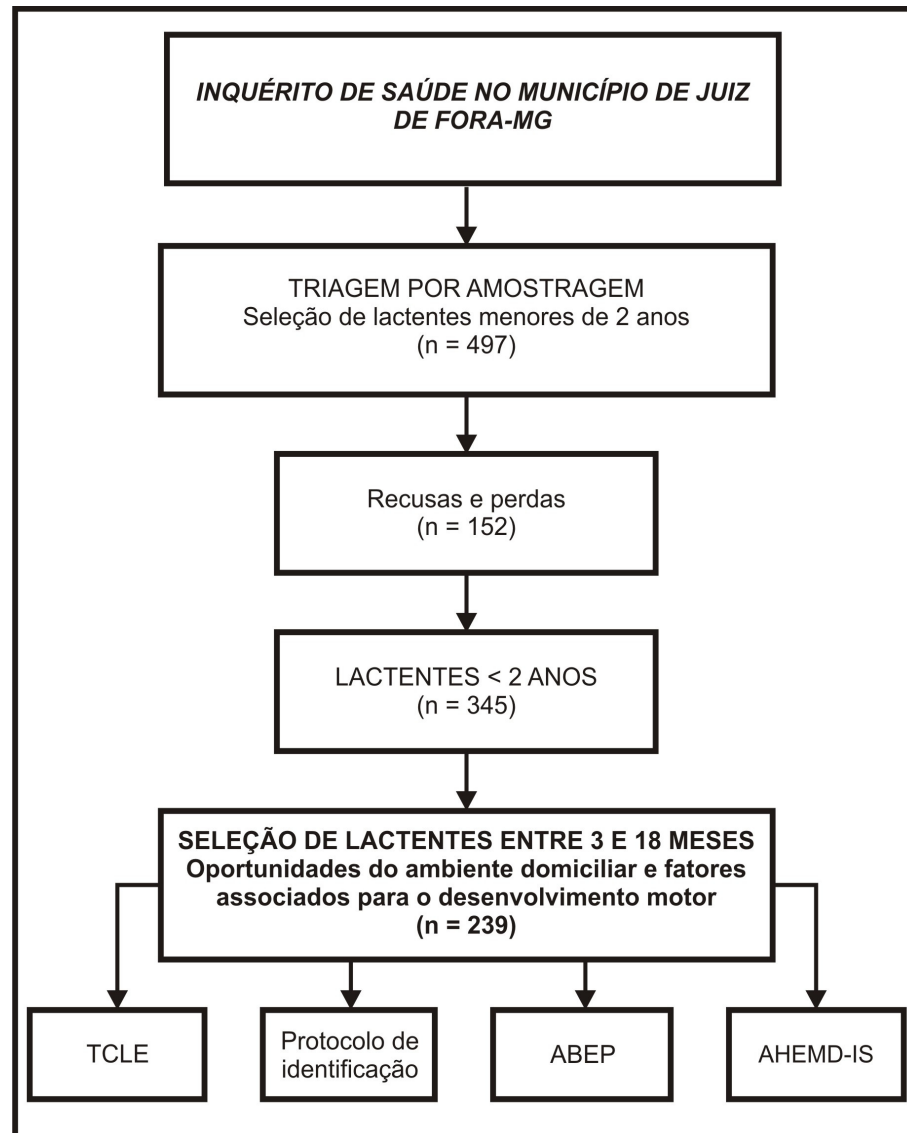 INQUÉRITO DE SAÚDE NO MUNICÍPIO DE JUIZ
DE FORA-MG
TRIAGEM POR AMOSTRAGEM
Seleção de lactentes menores de 2 anos
(n = 497)
Recusas e perdas
(n = 152)
LACTENTES < 2 ANOS
(n = 345)
SELEÇÃO DE LACTENTES ENTRE 3 E 18 MESES
Oportunidades do ambiente domiciliar e fatores
associados para o desenvolvimento motor
(n = 239)
TCLE
Protocolo de
identificação
ABEP
AHEMD-IS